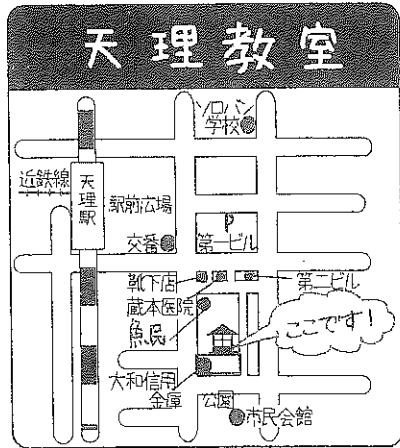 天理教室
ソロバン
学校
近鉄線
天理駅
駅前広場
P
第一ビル
交番
靴下店
第二ビル
蔵本医院
魚民
ここです!
大和信用
金庫
公園
市民会館